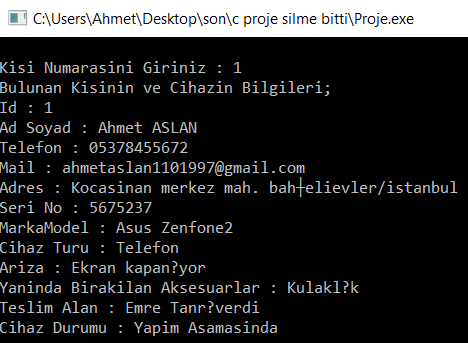 C:\Users\Ahmet\Desktop\son\c proje silme bitti\Proje.exe
Kisi Numarasini Giriniz : 1
Bulunan Kisinin ve Cihazin Bilgileri;
Id : 1
Ad Soyad : Ahmet ASLAN
Telefon : 05378455672
Mail : ahmetaslan1101997@gmail.com
Adres : Kocasinan merkez mah. bah┼elievler/istanbul
Seri No : 5675237
MarkaModel : Asus Zenfone2
Cihaz Turu : Telefon
Ariza : Ekran kapan?yor
Yaninda Birakilan Aksesuarlar : Kulakl?k
Teslim Alan : Emre Tanr?verdi
Cihaz Durumu : Yapim Asamasinda